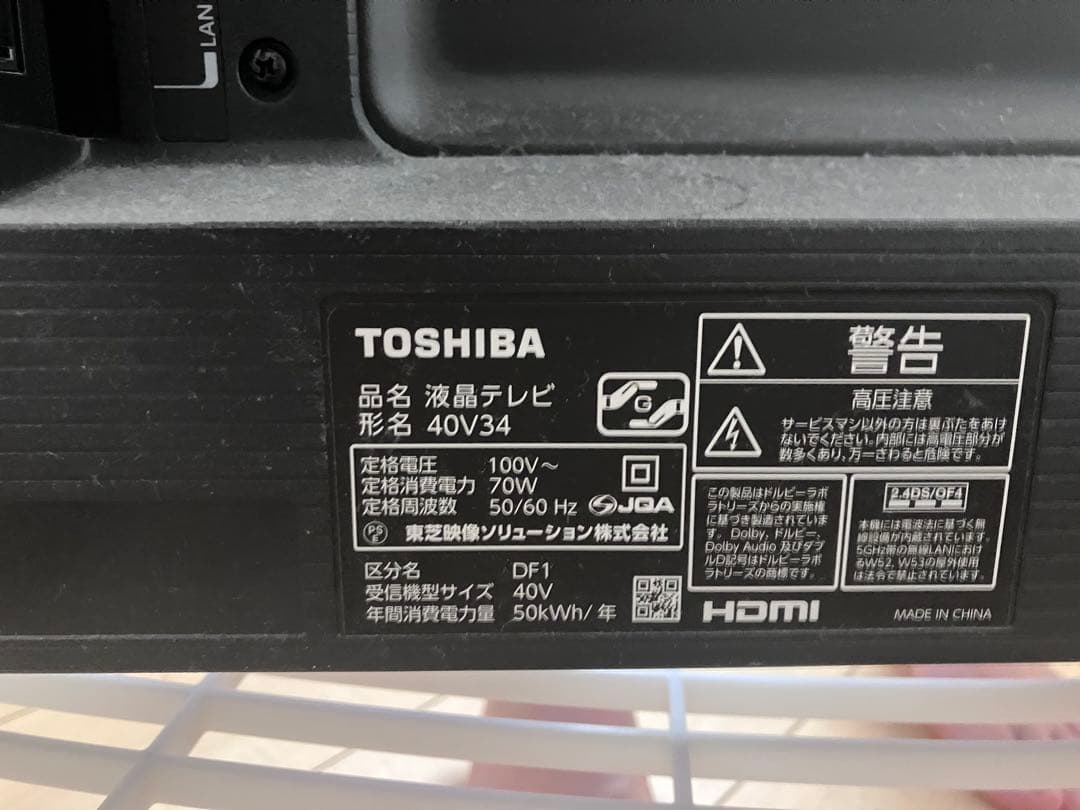 LAN
TOSHIBA
品名 液晶テレビ
形名 40V34
G
定格電圧 100V～
定格消費電力 70W
定格周波数 50/60 Hz
JQA
PS
E
東芝映像ソリューション株式会社
区分名 DF1
受信機型サイズ 40V
年間消費電力量 50kWh/年
警告
高圧注意
サービスマン以外の方は裏ぶたをあけ
ないでください。内部には高電圧部分が
数多くあり、万一さわると危険です。
この製品はドルビーラボ
ラトリーズからの実施権
に基づき製造されていま
す。Dolby、ドルビー、
Dolby Audio 及びダブ
ルD記号はドルビーラボ
ラトリーズの商標です。
2.4DS/OF4
本機には電波法に基づく無
線設備が内蔵されています。
5GHz帯の無線LANにおけ
るW52, W53の屋外使用
は法令で禁止されています。
HDMI
MADE IN CHINA